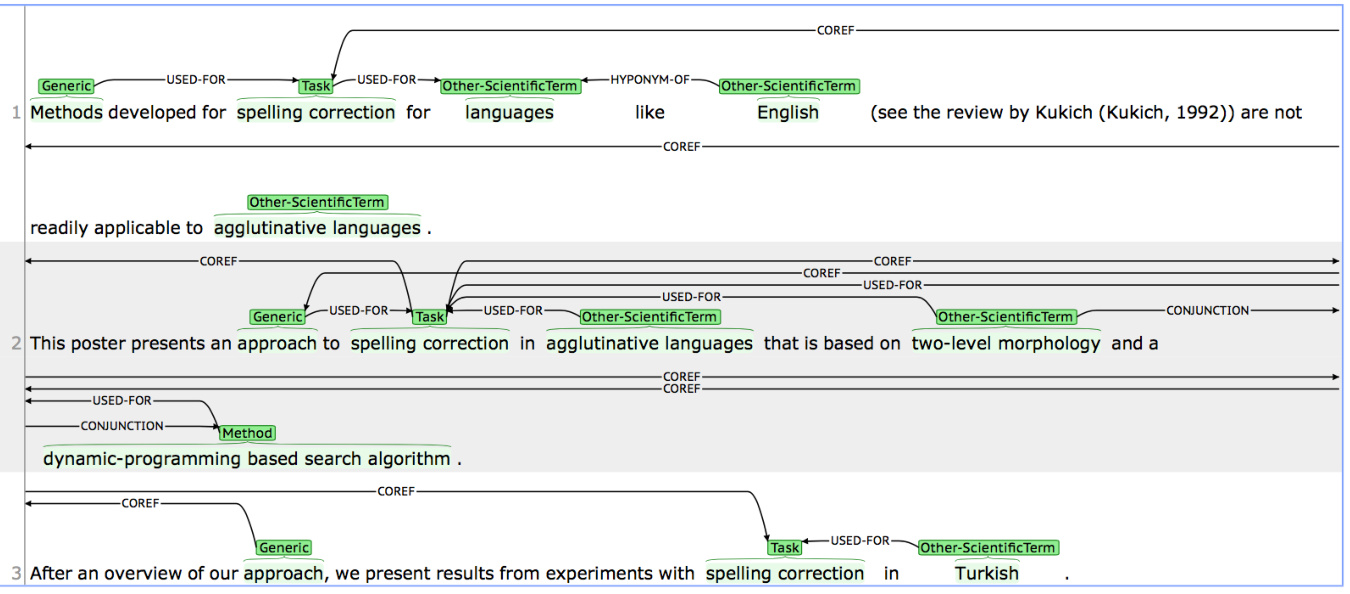 COREF
USED-FOR USED-FOR HYPONYM-OF
Generic Task Other-ScientificTerm Other-ScientificTerm
1 Methods developed for spelling correction for languages like English (see the review by Kukich (Kukich, 1992)) are not
COREF
Other-ScientificTerm
readily applicable to agglutinative languages .
COREF COREF
COREF
USED-FOR
USED-FOR
Generic USED-FOR Task USED-FOR Other-ScientificTerm Other-ScientificTerm CONJUNCTION
2 This poster presents an approach to spelling correction in agglutinative languages that is based on two-level morphology and a
COREF
COREF
USED-FOR
CONJUNCTION
Method
dynamic-programming based search algorithm .
COREF
COREF
Generic Task USED-FOR Other-ScientificTerm
3 After an overview of our approach, we present results from experiments with spelling correction in Turkish .